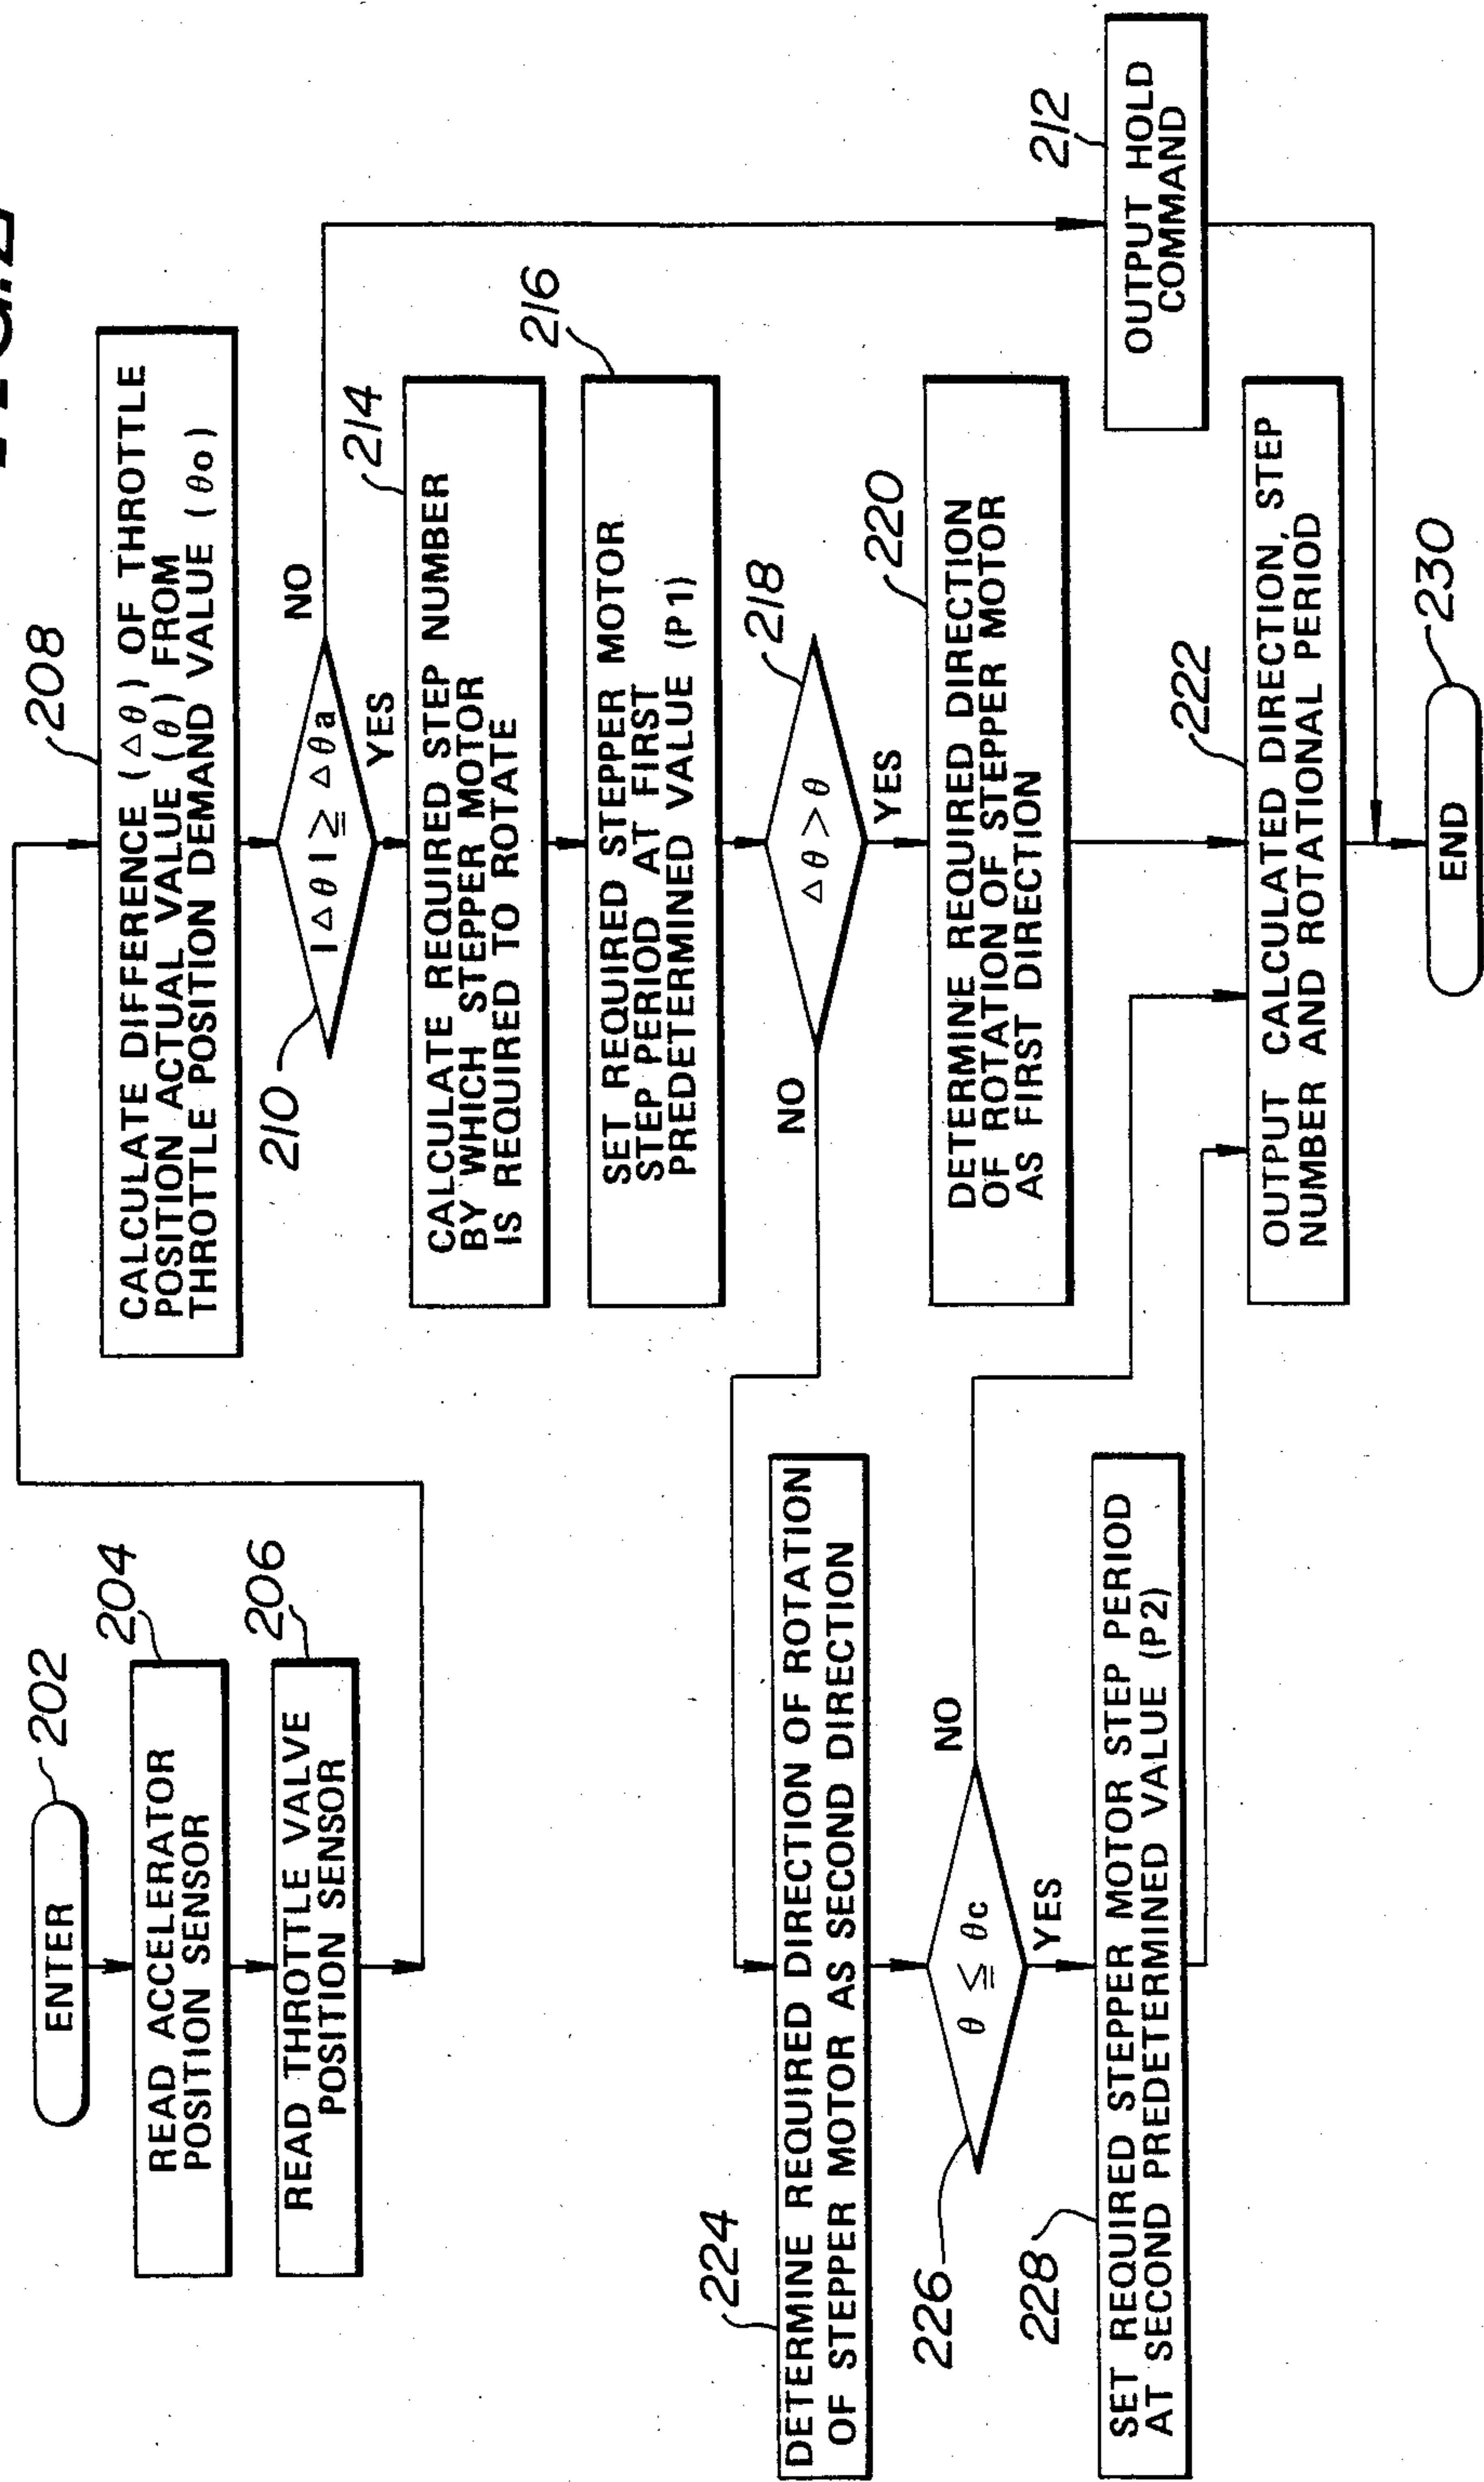 202
ENTER
204
READ ACCELERATOR
POSITION SENSOR
206
READ THROTTLE VALVE
POSITION SENSOR
208
CALCULATE DIFFERENCE (△θ) OF THROTTLE
POSITION ACTUAL VALUE (θ) FROM
THROTTLE POSITION DEMAND VALUE (θo)
210
|△θ| ≧ △θa
NO
YES
214
CALCULATE REQUIRED STEP NUMBER
BY WHICH STEPPER MOTOR
IS REQUIRED TO ROTATE
216
SET REQUIRED STEPPER MOTOR
STEP PERIOD AT FIRST
PREDETERMINED VALUE (P1)
218
△θ > θ
NO
YES
220
DETERMINE REQUIRED DIRECTION
OF ROTATION OF STEPPER MOTOR
AS FIRST DIRECTION
212
OUTPUT HOLD
COMMAND
224
DETERMINE REQUIRED DIRECTION OF ROTATION
OF STEPPER MOTOR AS SECOND DIRECTION
226
θ ≦ θc
NO
YES
228
SET REQUIRED STEPPER MOTOR STEP PERIOD
AT SECOND PREDETERMINED VALUE (P2)
222
OUTPUT CALCULATED DIRECTION, STEP
NUMBER AND ROTATIONAL PERIOD
230
END